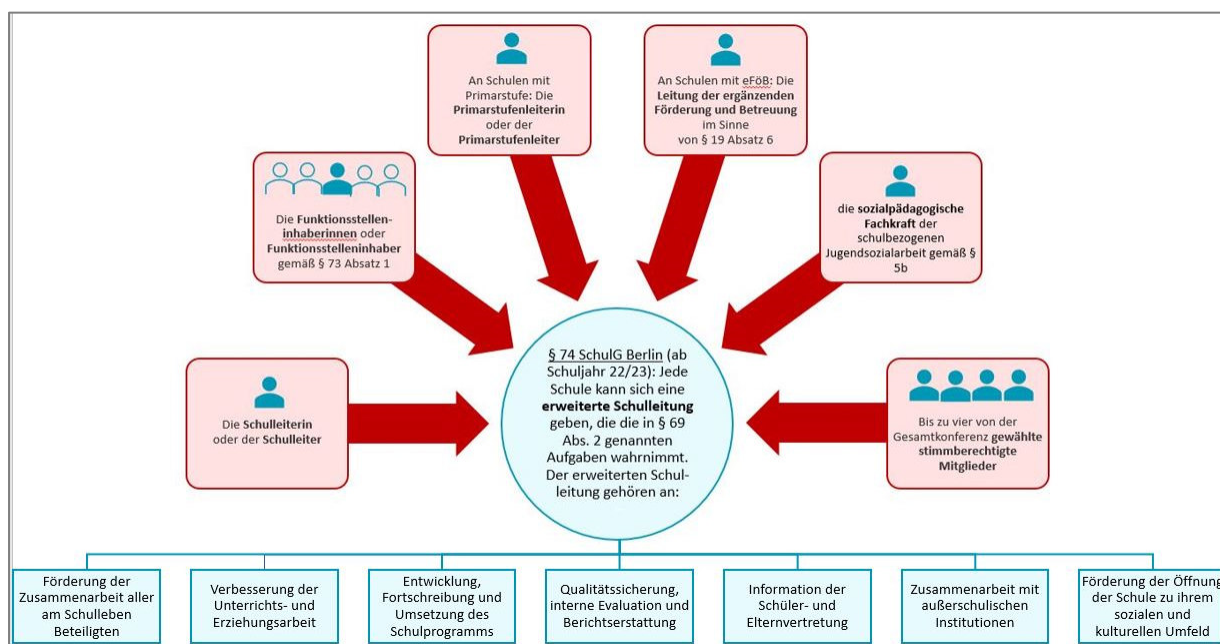 An Schulen mit
Primarstufe: Die
Primarstufenleiterin
oder der
Primarstufenleiter
An Schulen mit eFöB: Die
Leitung der ergänzenden
Förderung und Betreuung
im Sinne
von § 19 Absatz 6
Die Funktionsstellen-
inhaberinnen oder
Funktionsstelleninhaber
gemäß § 73 Absatz 1
die sozialpädagogische
Fachkraft der
schulbezogenen
Jugendsozialarbeit gemäß §
5b
Die Schulleiterin
oder der Schulleiter
§ 74 SchulG Berlin (ab
Schuljahr 22/23): Jede
Schule kann sich eine
erweiterte Schulleitung
geben, die die in § 69
Abs. 2 genannten
Aufgaben wahrnimmt.
Der erweiterten Schul-
leitung gehören an:
Bis zu vier von der
Gesamtkonferenz gewählte
stimmberechtigte
Mitglieder
Förderung der
Zusammenarbeit aller
am Schulleben
Beteiligten
Verbesserung der
Unterrichts- und
Erziehungsarbeit
Entwicklung,
Fortschreibung und
Umsetzung des
Schulprogramms
Qualitätssicherung,
interne Evaluation und
Berichterstattung
Information der
Schüler- und
Elternvertretung
Zusammenarbeit mit
außerschulischen
Institutionen
Förderung der Öffnung
der Schule zu ihrem
sozialen und
kulturellen Umfeld